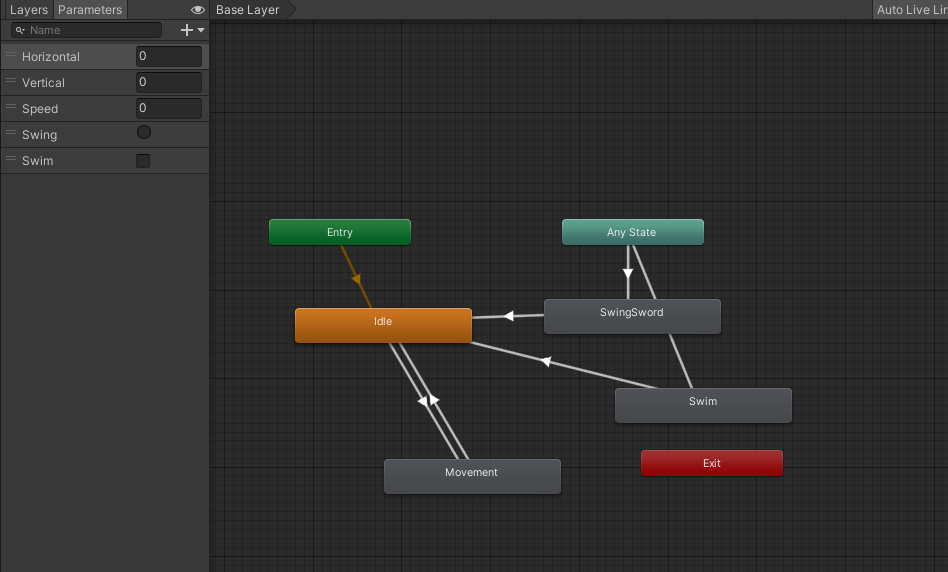 Layers Parameters
Base Layer
Auto Live Lin
Name
Horizontal 0
Vertical 0
Speed 0
Swing
Swim
Entry
Any State
Idle
SwingSword
Swim
Exit
Movement